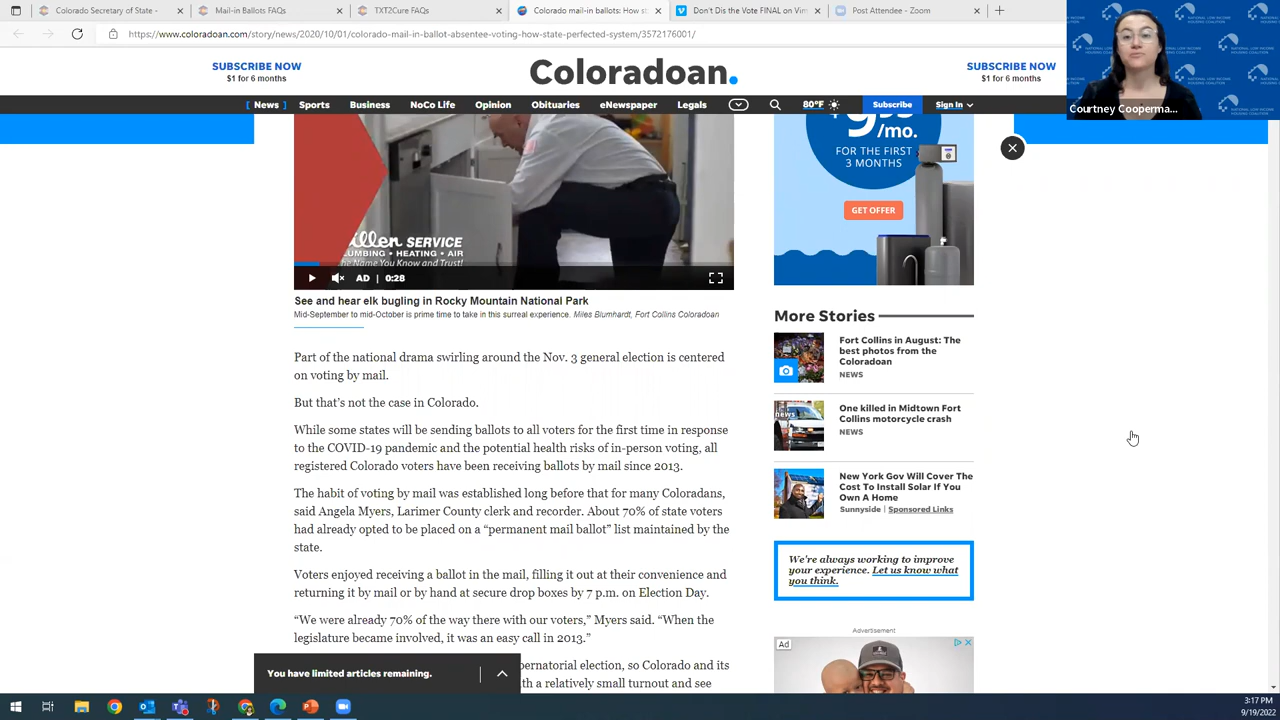 Colorado Secretary of State -
Mail-in Ballots FAQs
TXT2Cure FAQs
Colorado mail-in ballots: How st
Don't Dis the Vote FINAL on Vim
Post Attendee - Zoom
https://www.coloradoan.com/story/news/2020/10/01/colorado-mail-in-ballot-absentee-voting-how-state-perfected-system/3572176001/
SUBSCRIBE NOW
$1 for 6 months
Coloradoan.
SUBSCRIBE NOW
$1 for 6 months
NATIONAL LOW INCOME
HOUSING COALITION
Courtney Cooperma...
[ News ] Sports Business NoCo Life Opinion Obituaries eNewspaper Legals 80°F Subscribe Sign In
/mo.
FOR THE FIRST
3 MONTHS
GET OFFER
SERVICE
HEATING • AIR
Name You Know and Trust!
AD | 0:28
See and hear elk bugling in Rocky Mountain National Park
Mid-September to mid-October is prime time to take in this surreal experience. Miles Blumhardt, Fort Collins Coloradoan
Part of the national drama swirling around the Nov. 3 general election is centered
on voting by mail.
But that's not the case in Colorado.
While some states will be sending ballots to all voters for the first time in response
to the COVID-19 pandemic and the potential health risks of in-person voting, all
registered Colorado voters have been receiving ballots by mail since 2013.
The habit of voting by mail was established long before that for many Coloradans,
said Angela Myers, Larimer County clerk and recorder. About 70% of state voters
had already opted to be placed on a “permanent mail ballot” list maintained by the
state.
Voters enjoyed receiving a ballot in the mail, filling it out at their convenience and
returning it by mail or by hand at secure drop boxes by 7 p.m. on Election Day.
“We were already 70% of the way there with our voters,” Myers said. “When the
legislature became involved, it was an easy call in 2013.”
pernatorial election, so Colorado and its
th a relatively small turnout and see
You have limited articles remaining.
More Stories
Fort Collins in August: The
best photos from the
Coloradoan
NEWS
news
One killed in Midtown Fort
Collins motorcycle crash
NEWS
New York Gov Will Cover The
Cost To Install Solar If You
Own A Home
Sunnyside | Sponsored Links
We're always working to improve
your experience. Let us know what
you think.
Advertisement
Ad
3:17 PM
9/19/2022